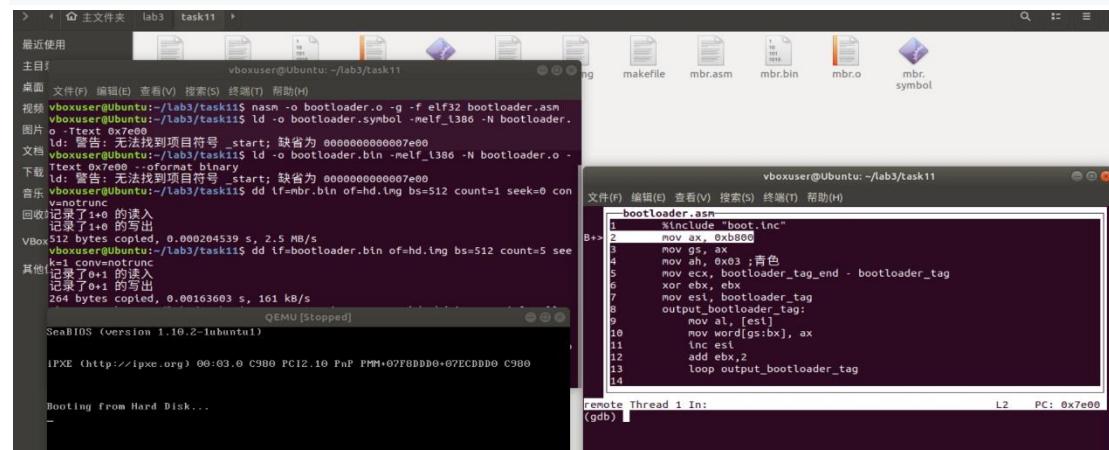 主文件夹 lab3 task11
最近使用
主目录
桌面
视频
图片
文档
下载
音乐
回收站
VBox
其他位
makefile
mbr.asm
mbr.bin
mbr.o
mbr.
symbol
vboxuser@Ubuntu: ~/lab3/task11
文件(F) 编辑(E) 查看(V) 搜索(S) 终端(T) 帮助(H)
vboxuser@Ubuntu:~/lab3/task11$ nasm -o bootloader.o -g -f elf32 bootloader.asm
vboxuser@Ubuntu:~/lab3/task11$ ld -o bootloader.symbol -melf_i386 -N bootloader.
o -Ttext 0x7e00
ld: 警告: 无法找到项目符号 _start; 缺省为 0000000000007e00
vboxuser@Ubuntu:~/lab3/task11$ ld -o bootloader.bin -melf_i386 -N bootloader.o -
Ttext 0x7e00 --oformat binary
ld: 警告: 无法找到项目符号 _start; 缺省为 0000000000007e00
vboxuser@Ubuntu:~/lab3/task11$ dd if=mbr.bin of=hd.img bs=512 count=1 seek=0 con
v=notrunc
记录了1+0 的读入
记录了1+0 的写出
512 bytes copied, 0.000204539 s, 2.5 MB/s
vboxuser@Ubuntu:~/lab3/task11$ dd if=bootloader.bin of=hd.img bs=512 count=5 see
k=1 conv=notrunc
记录了0+1 的读入
记录了0+1 的写出
264 bytes copied, 0.00163603 s, 161 kB/s
QEMU [Stopped]
SeaBIOS (version 1.10.2-1ubuntu1)
iPXE (http://ipxe.org) 00:03.0 C980 PCI2.10 PnP PMM+07F8DDD0+07ECDDD0 C980
Booting from Hard Disk...
vboxuser@Ubuntu: ~/lab3/task11
文件(F) 编辑(E) 查看(V) 搜索(S) 终端(T) 帮助(H)
bootloader.asm
1 %include "boot.inc"
B+> 2 mov ax, 0xb800
3 mov gs, ax
4 mov ah, 0x03 ;青色
5 mov ecx, bootloader_tag_end - bootloader_tag
6 xor ebx, ebx
7 mov esi, bootloader_tag
8 output_bootloader_tag:
9 mov al, [esi]
10 mov word[gs:bx], ax
11 inc esi
12 add ebx,2
13 loop output_bootloader_tag
14
remote Thread 1 In: L2 PC: 0x7e00
(gdb)